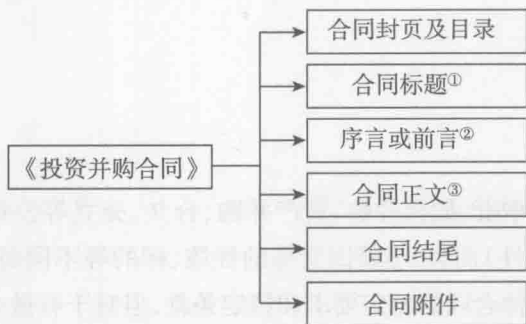 合同封页及目录
合同标题①
序言或前言②
《投资并购合同》
合同正文③
合同结尾
合同附件